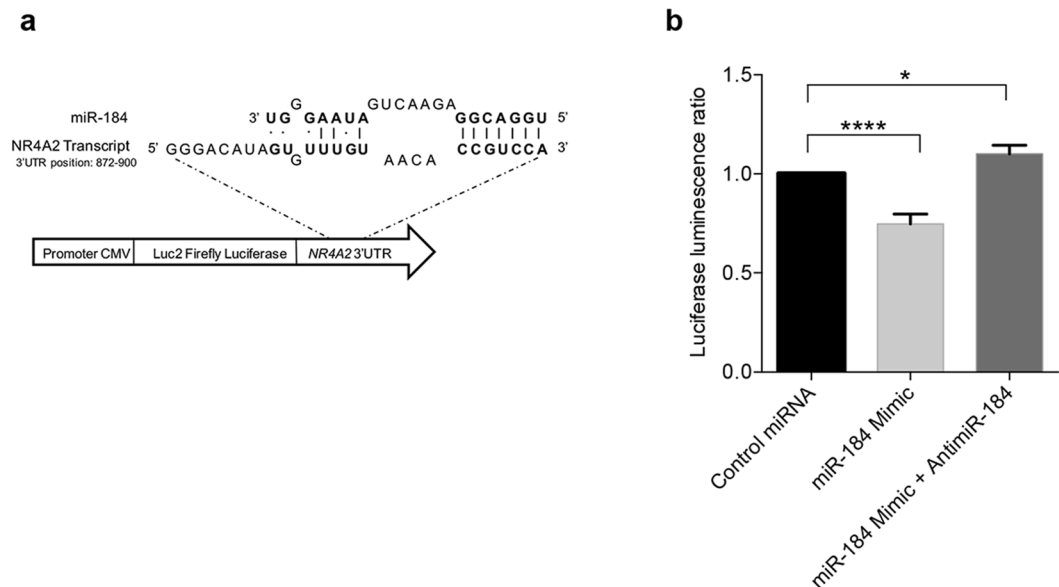 a
G GUCAAGA
miR-184 3' UG GAAUA GGCAGGU 5'
NR4A2 Transcript 5' GGGACAUAGU UUUGU CCGUCCA 3'
3'UTR position: 872-900 G AACA
Promoter CMV Luc2 Firefly Luciferase NR4A2 3'UTR
b
Luciferase luminescence ratio
1.5
1.0
0.5
0.0
*
****
Control miRNA
miR-184 Mimic
miR-184 Mimic + AntimiR-184